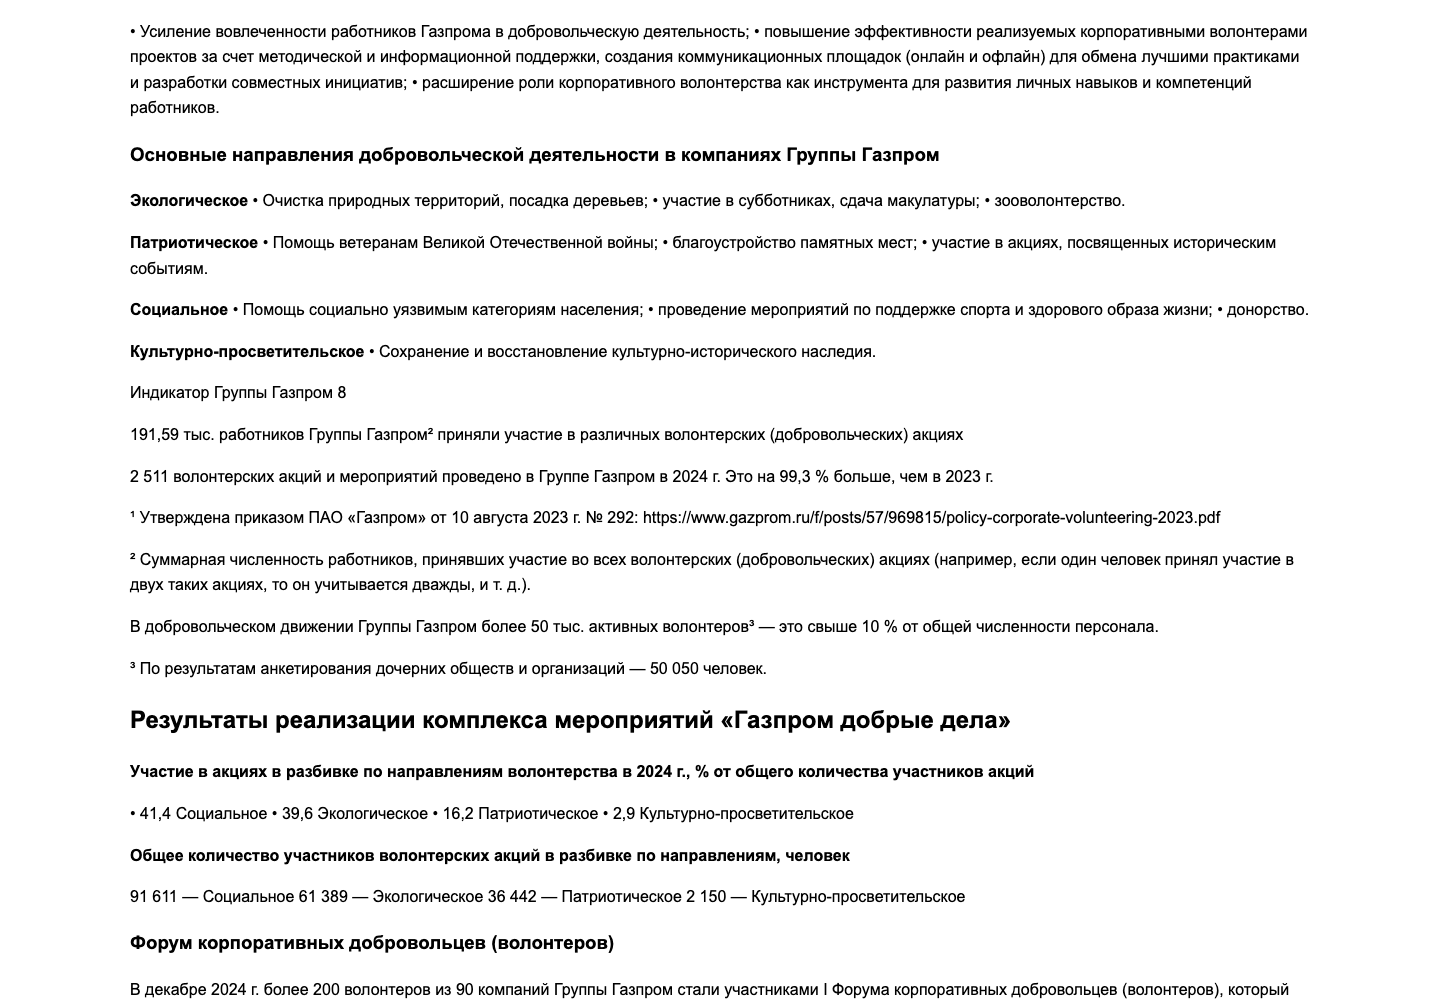 • Усиление вовлеченности работников Газпрома в добровольческую деятельность; • повышение эффективности реализуемых корпоративными волонтерами
проектов за счет методической и информационной поддержки, создания коммуникационных площадок (онлайн и офлайн) для обмена лучшими практиками
и разработки совместных инициатив; • расширение роли корпоративного волонтерства как инструмента для развития личных навыков и компетенций
работников.
Основные направления добровольческой деятельности в компаниях Группы Газпром
Экологическое • Очистка природных территорий, посадка деревьев; • участие в субботниках, сдача макулатуры; • зооволонтерство.
Патриотическое • Помощь ветеранам Великой Отечественной войны; • благоустройство памятных мест; • участие в акциях, посвященных историческим
событиям.
Социальное • Помощь социально уязвимым категориям населения; • проведение мероприятий по поддержке спорта и здорового образа жизни; • донорство.
Культурно-просветительское • Сохранение и восстановление культурно-исторического наследия.
Индикатор Группы Газпром 8
191,59 тыс. работников Группы Газпром² приняли участие в различных волонтерских (добровольческих) акциях
2 511 волонтерских акций и мероприятий проведено в Группе Газпром в 2024 г. Это на 99,3 % больше, чем в 2023 г.
¹ Утверждена приказом ПАО «Газпром» от 10 августа 2023 г. № 292: https://www.gazprom.ru/f/posts/57/969815/policy-corporate-volunteering-2023.pdf
² Суммарная численность работников, принявших участие во всех волонтерских (добровольческих) акциях (например, если один человек принял участие в
двух таких акциях, то он учитывается дважды, и т. д.).
В добровольческом движении Группы Газпром более 50 тыс. активных волонтеров³ — это свыше 10 % от общей численности персонала.
³ По результатам анкетирования дочерних обществ и организаций — 50 050 человек.
Результаты реализации комплекса мероприятий «Газпром добрые дела»
Участие в акциях в разбивке по направлениям волонтерства в 2024 г., % от общего количества участников акций
• 41,4 Социальное • 39,6 Экологическое • 16,2 Патриотическое • 2,9 Культурно-просветительское
Общее количество участников волонтерских акций в разбивке по направлениям, человек
91 611 — Социальное 61 389 — Экологическое 36 442 — Патриотическое 2 150 — Культурно-просветительское
Форум корпоративных добровольцев (волонтеров)
В декабре 2024 г. более 200 волонтеров из 90 компаний Группы Газпром стали участниками I Форума корпоративных добровольцев (волонтеров), который